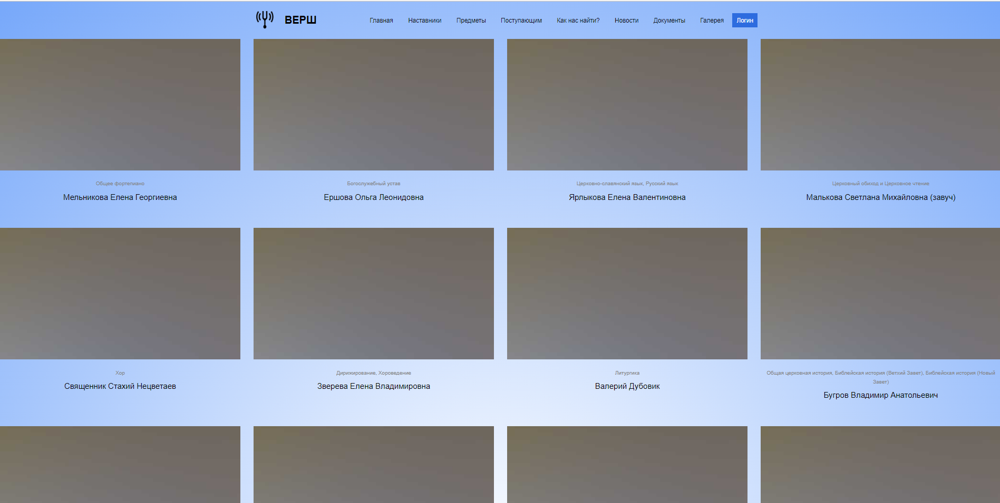 ВЕРШ
Главная
Наставники
Предметы
Поступающим
Как нас найти?
Новости
Документы
Галерея
Логин
Общее фортепиано
Мельникова Елена Георгиевна
Богослужебный устав
Ершова Ольга Леонидовна
Церковно-славянский язык, Русский язык
Ярлыкова Елена Валентиновна
Церковный обиход и Церковное чтение
Малькова Светлана Михайловна (завуч)
Хор
Священник Стахий Нецветаев
Дирижирование, Хороведение
Зверева Елена Владимировна
Литургика
Валерий Дубовик
Общая церковная история, Библейская история (Ветхий Завет), Библейская история (Новый
Завет)
Бугров Владимир Анатольевич